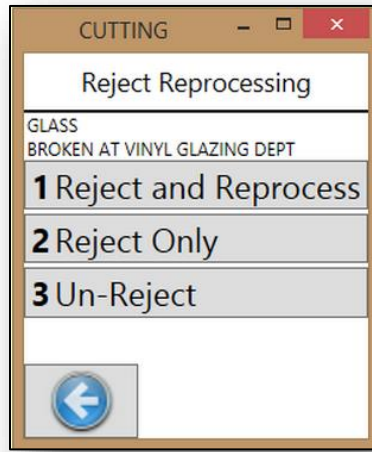 CUTTING
Reject Reprocessing
GLASS
BROKEN AT VINYL GLAZING DEPT
1 Reject and Reprocess
2 Reject Only
3 Un-Reject